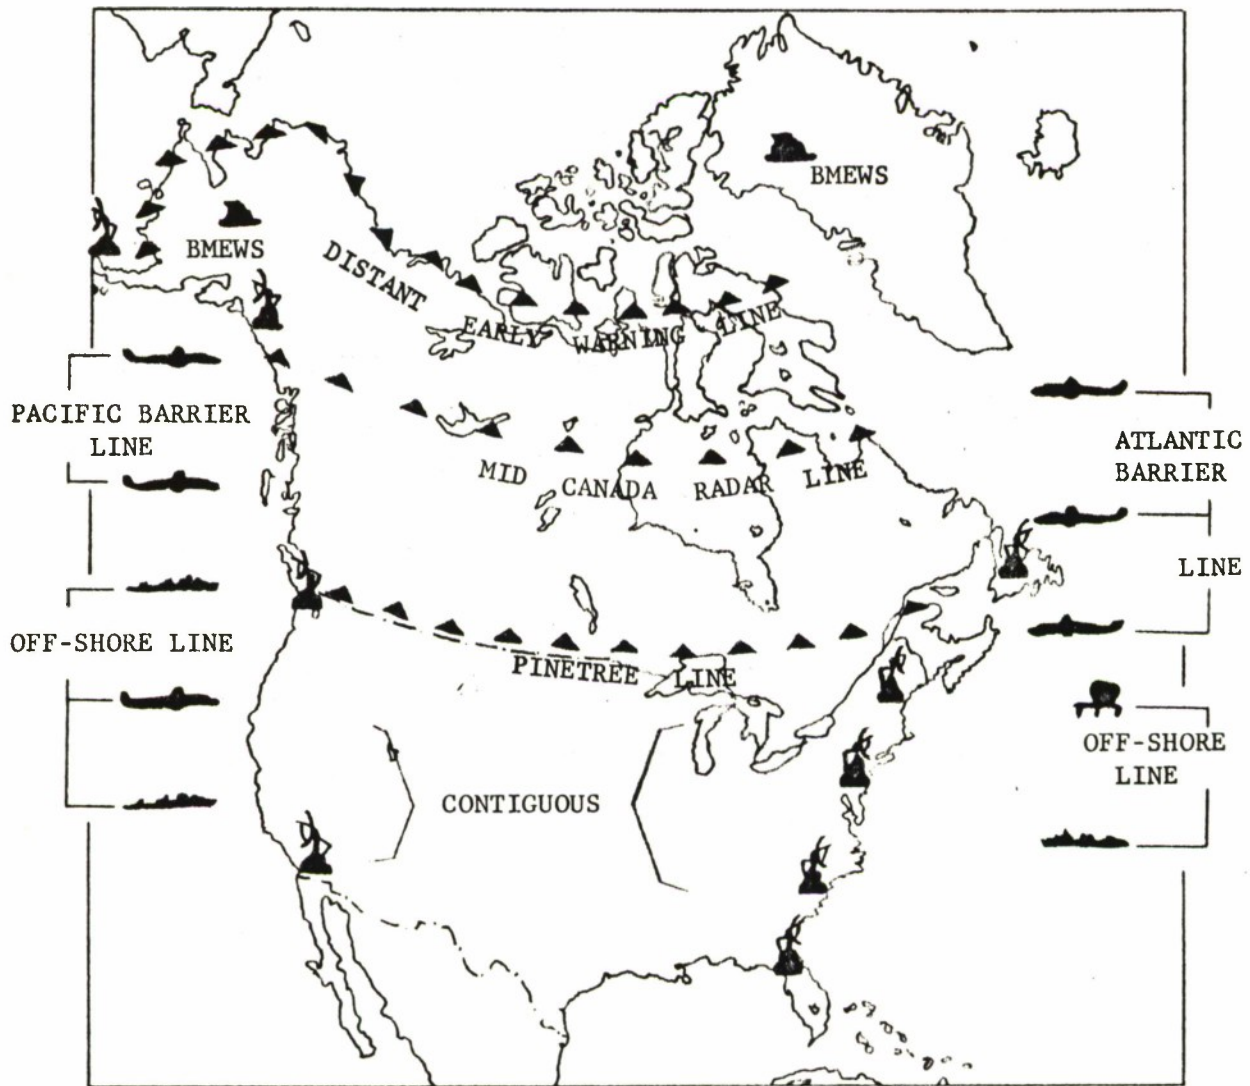 BMEWS
BMEWS
DISTANT
EARLY WARNING LINE
PACIFIC BARRIER
LINE
ATLANTIC
BARRIER
LINE
MID CANADA RADAR LINE
OFF-SHORE LINE
PINETREE LINE
OFF-SHORE
LINE
CONTIGUOUS